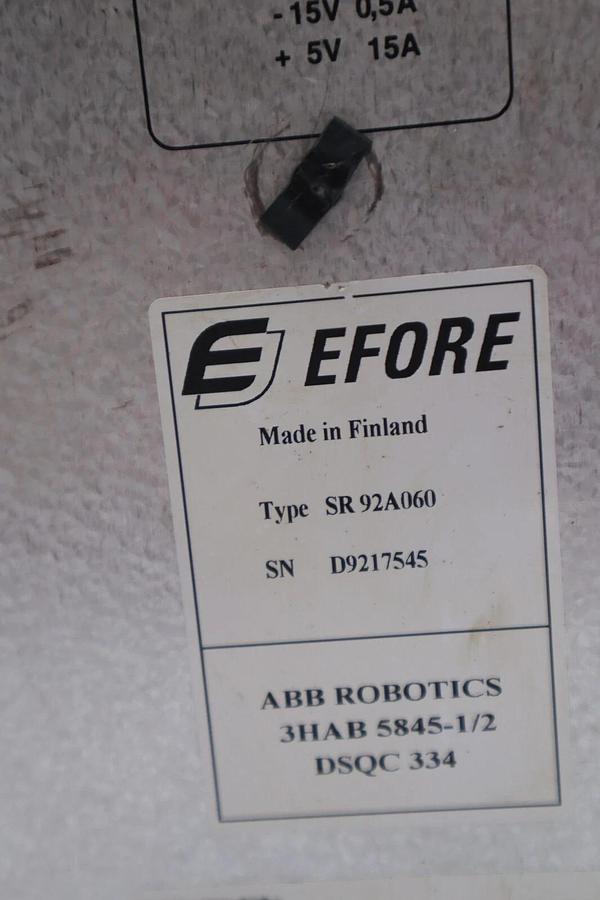 - 15V 0,5A
+ 5V 15A
EFORE
Made in Finland
Type SR 92A060
SN D9217545
ABB ROBOTICS
3HAB 5845-1/2
DSQC 334